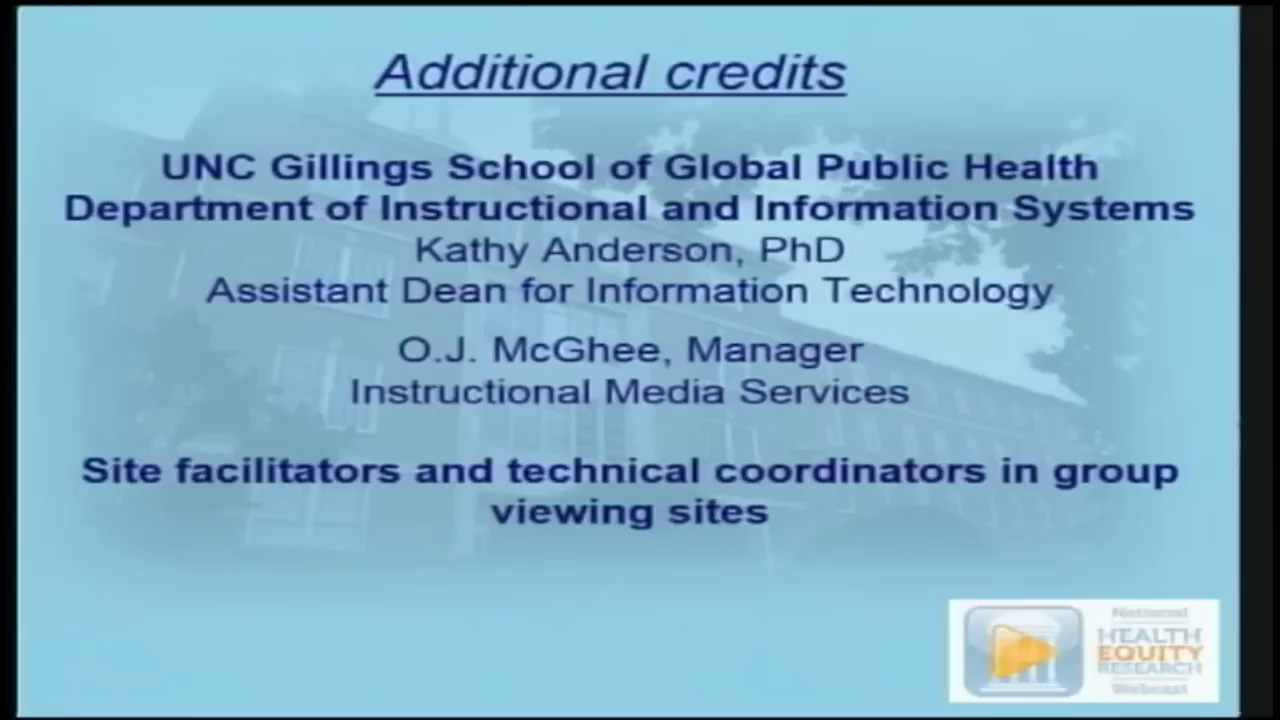 Additional credits
UNC Gillings School of Global Public Health
Department of Instructional and Information Systems
Kathy Anderson, PhD
Assistant Dean for Information Technology
O.J. McGhee, Manager
Instructional Media Services
Site facilitators and technical coordinators in group
viewing sites
National
HEALTH
EQUITY
RESEARCH
Webcast